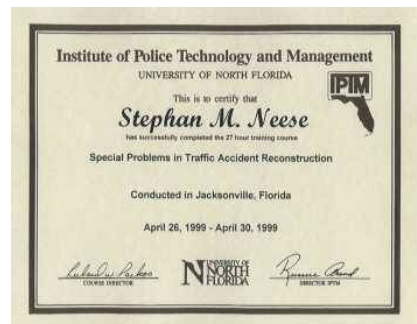 Institute of Police Technology and Management
UNIVERSITY OF NORTH FLORIDA
IPTM
This is to certify that
Stephan M. Neese
has successfully completed the 27 hour training course
Special Problems in Traffic Accident Reconstruction
Conducted in Jacksonville, Florida
April 26, 1999 - April 30, 1999
COURSE DIRECTOR
N UNIVERSITY OF
NORTH
FLORIDA
DIRECTOR IPTM